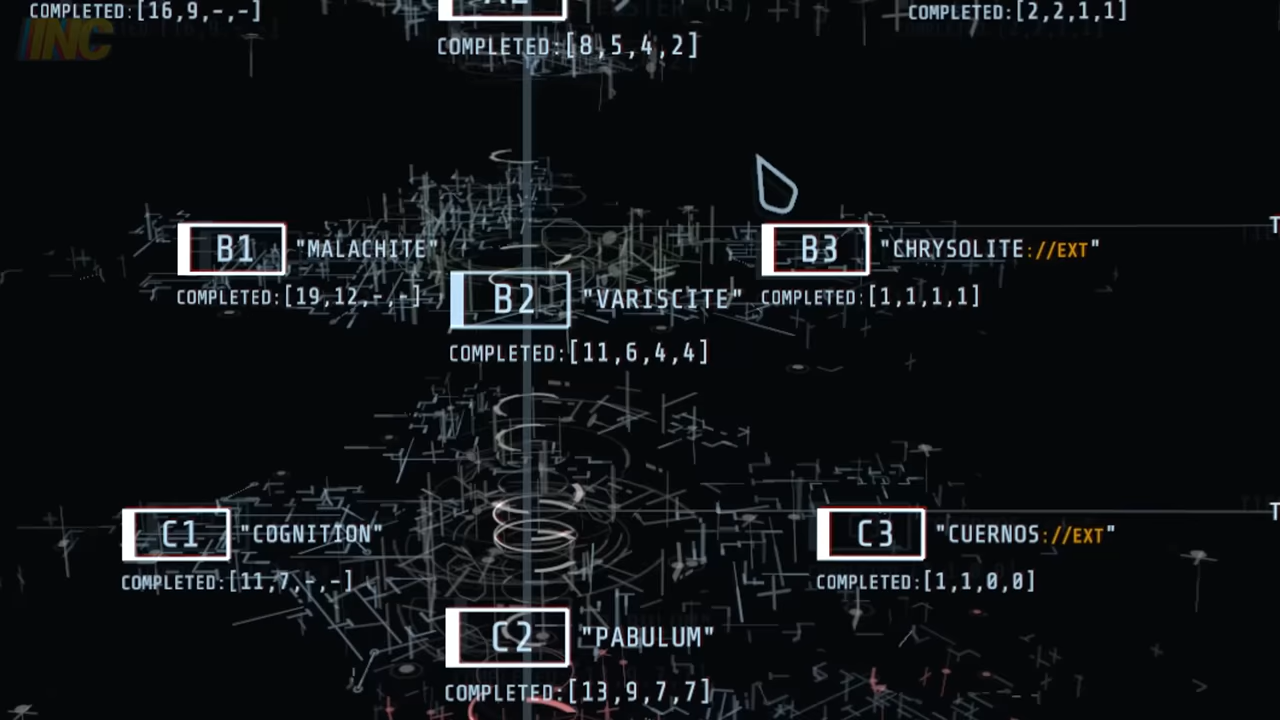 COMPLETED:[16,9,-,-]
COMPLETED:[2,2,1,1]
INC
COMPLETED:[8,5,4,2]
B1 "MALACHITE"
COMPLETED:[19,12,-,-]
B2 "VARISCITE"
COMPLETED:[11,6,4,4]
B3 "CHRYSOLITE://EXT"
COMPLETED:[1,1,1,1]
C1 "COGNITION"
COMPLETED:[11,7,-,-]
C3 "CUERNOS://EXT"
COMPLETED:[1,1,0,0]
C2 "PABULUM"
COMPLETED:[13,9,7,7]